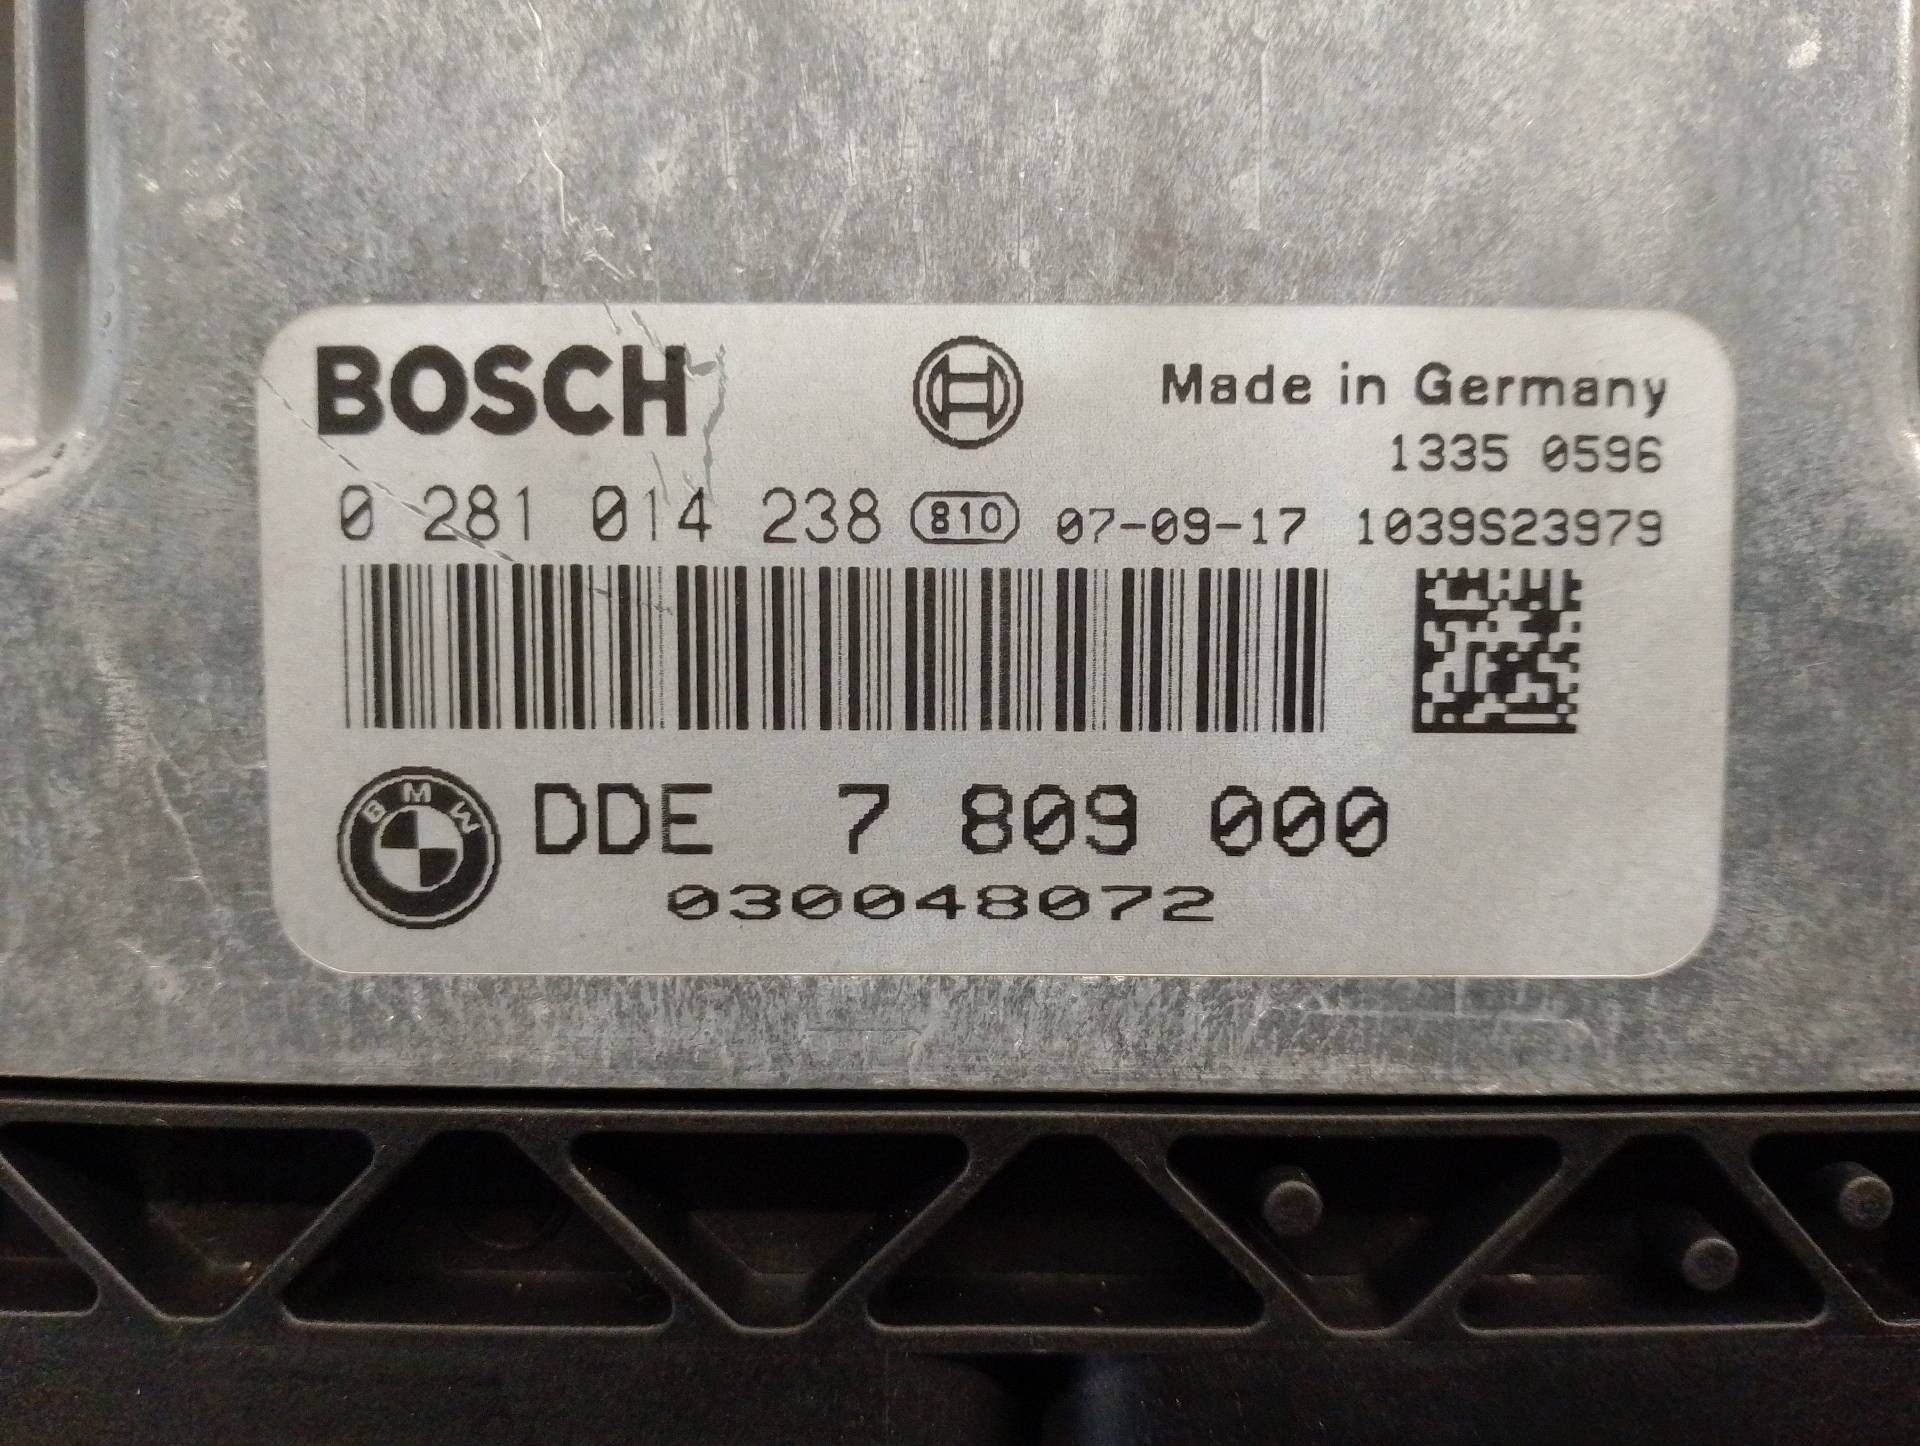 BOSCH
Made in Germany
1335 0596
0 281 014 238 810 07-09-17 1039S23979
BMW
DDE 7 809 000
030048072